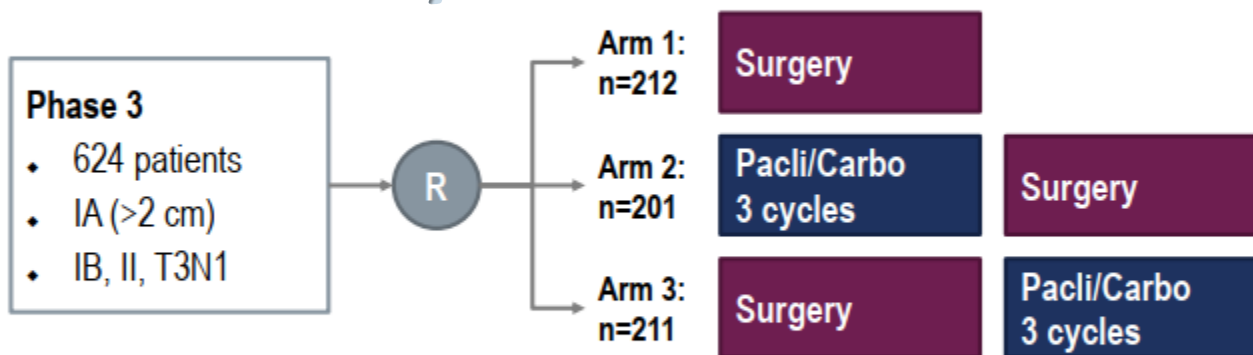 Phase 3
• 624 patients
• IA (>2 cm)
• IB, II, T3N1
R
Arm 1:
n=212
Surgery
Arm 2:
n=201
Pacli/Carbo
3 cycles
Surgery
Arm 3:
n=211
Surgery
Pacli/Carbo
3 cycles